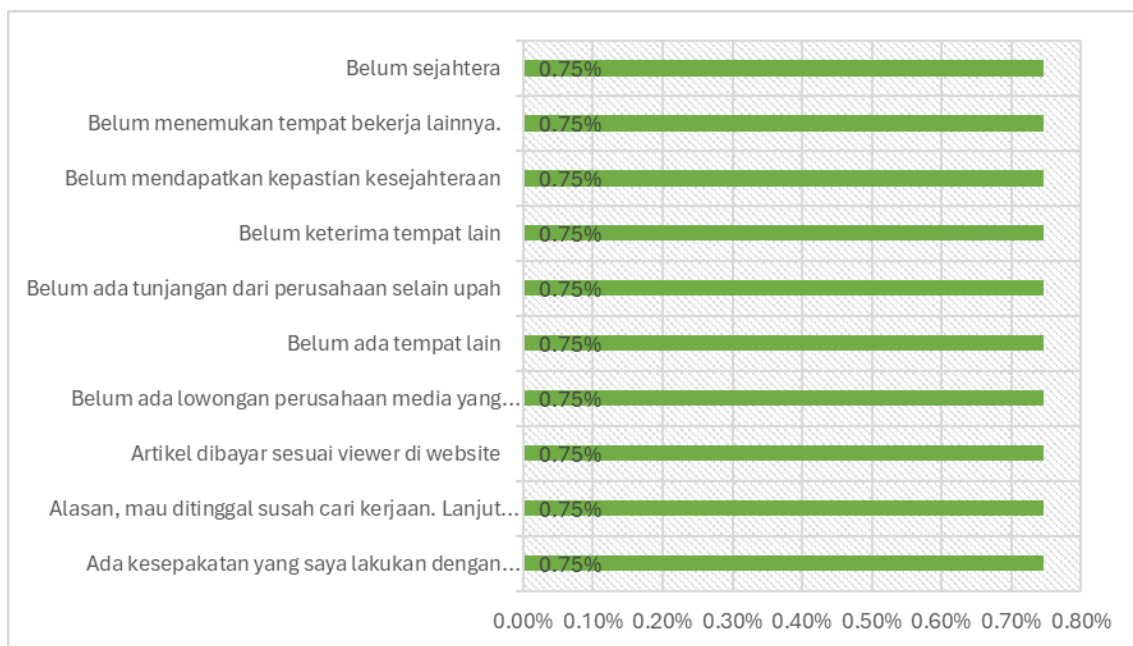 Belum sejahtera
0.75%
Belum menemukan tempat bekerja lainnya.
0.75%
Belum mendapatkan kepastian kesejahteraan
0.75%
Belum keterima tempat lain
0.75%
Belum ada tunjangan dari perusahaan selain upah
0.75%
Belum ada tempat lain
0.75%
Belum ada lowongan perusahaan media yang...
0.75%
Artikel dibayar sesuai viewer di website
0.75%
Alasan, mau ditinggal susah cari kerjaan. Lanjut...
0.75%
Ada kesepakatan yang saya lakukan dengan...
0.75%
0.00% 0.10% 0.20% 0.30% 0.40% 0.50% 0.60% 0.70% 0.80%